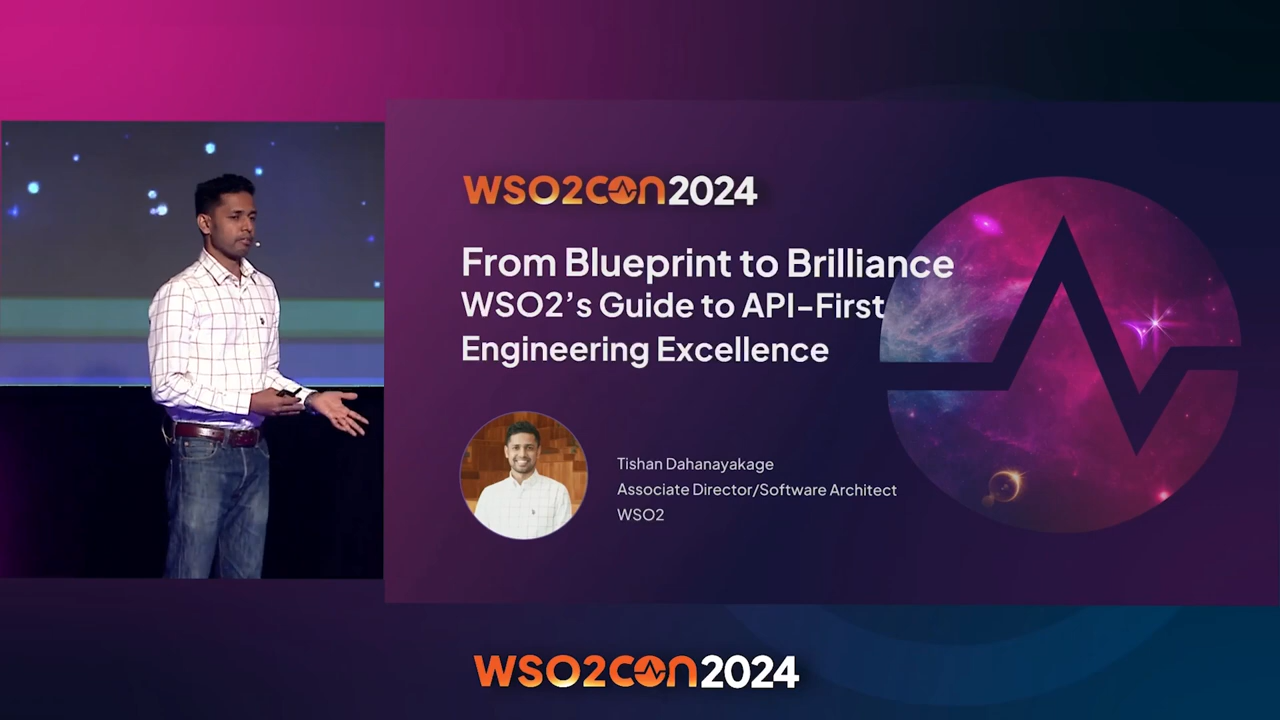 WSO2CON2024
From Blueprint to Brilliance
WSO2's Guide to API-First
Engineering Excellence
Tishan Dahanayakage
Associate Director/Software Architect
WSO2
WSO2CON2024